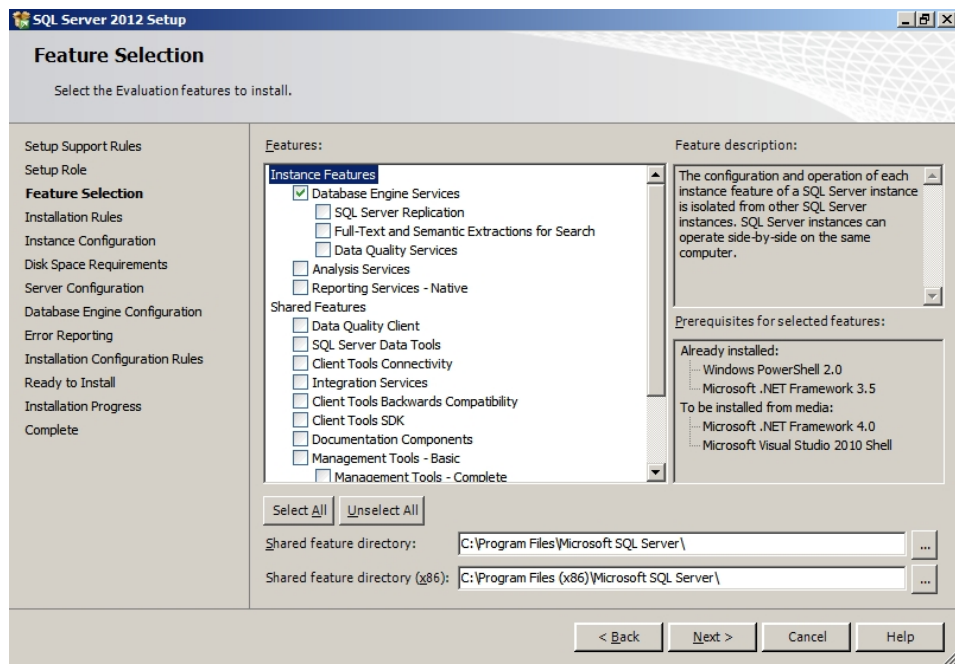 SQL Server 2012 Setup
Feature Selection
Select the Evaluation features to install.
Setup Support Rules
Setup Role
Feature Selection
Installation Rules
Instance Configuration
Disk Space Requirements
Server Configuration
Database Engine Configuration
Error Reporting
Installation Configuration Rules
Ready to Install
Installation Progress
Complete
Features:
Instance Features
Database Engine Services
SQL Server Replication
Full-Text and Semantic Extractions for Search
Data Quality Services
Analysis Services
Reporting Services - Native
Shared Features
Data Quality Client
SQL Server Data Tools
Client Tools Connectivity
Integration Services
Client Tools Backwards Compatibility
Client Tools SDK
Documentation Components
Management Tools - Basic
Management Tools - Complete
Feature description:
The configuration and operation of each
instance feature of a SQL Server instance
is isolated from other SQL Server
instances. SQL Server instances can
operate side-by-side on the same
computer.
Prerequisites for selected features:
Already installed:
Windows PowerShell 2.0
Microsoft .NET Framework 3.5
To be installed from media:
Microsoft .NET Framework 4.0
Microsoft Visual Studio 2010 Shell
Select All
Unselect All
Shared feature directory:
C:\Program Files\Microsoft SQL Server\
...
Shared feature directory (x86):
C:\Program Files (x86)\Microsoft SQL Server\
...
< Back
Next >
Cancel
Help